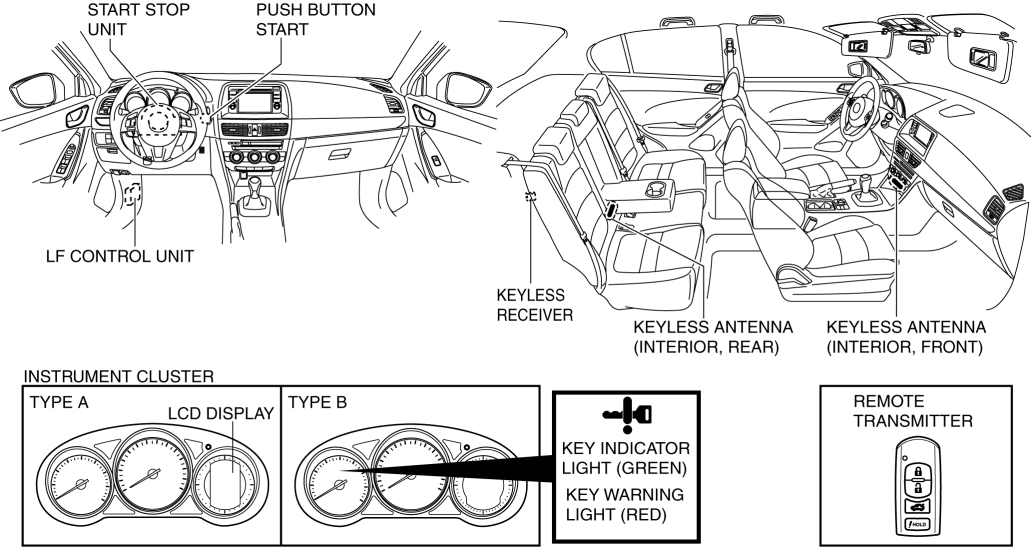 START STOP
UNIT
PUSH BUTTON
START
LF CONTROL UNIT
KEYLESS
RECEIVER
KEYLESS ANTENNA
(INTERIOR, REAR)
KEYLESS ANTENNA
(INTERIOR, FRONT)
INSTRUMENT CLUSTER
TYPE A
LCD DISPLAY
TYPE B
KEY INDICATOR
LIGHT (GREEN)
KEY WARNING
LIGHT (RED)
REMOTE
TRANSMITTER
HOLD